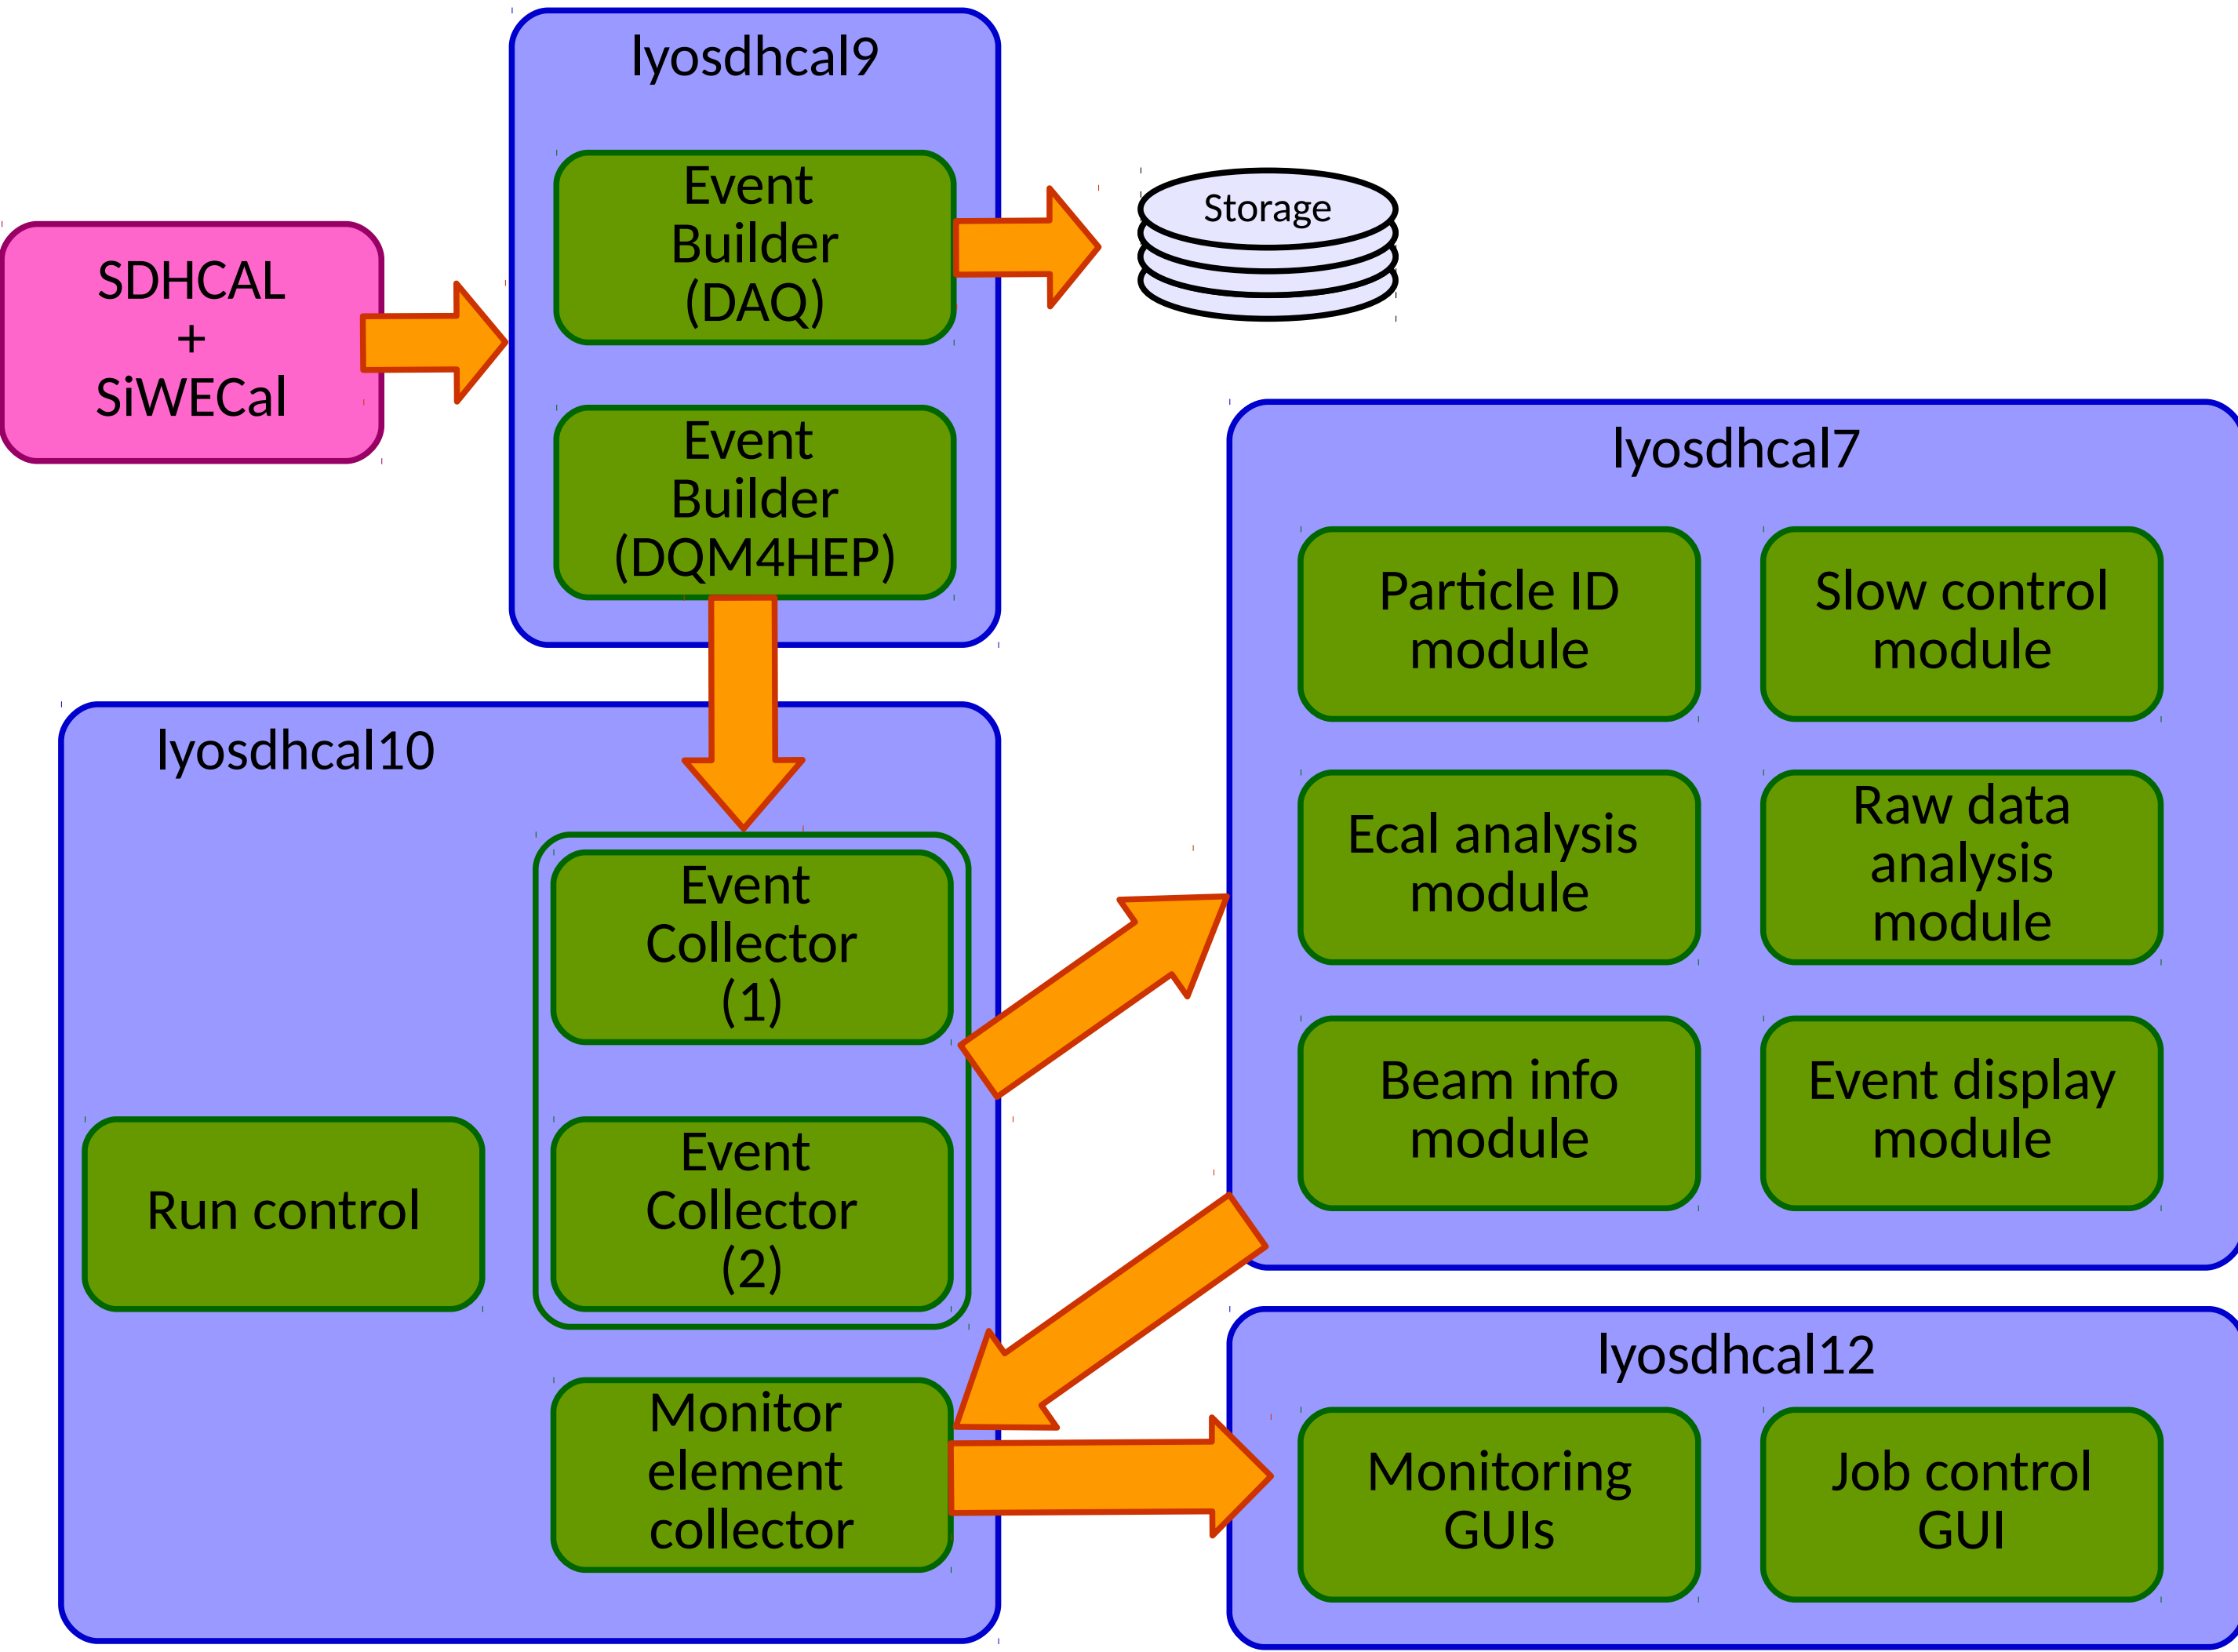 lyosdhcal9
Event
Builder
(DAQ)
Storage
SDHCAL
+
SiWECal
Event
Builder
(DQM4HEP)
lyosdhcal7
Particle ID
module
Slow control
module
Ecal analysis
module
Raw data
analysis
module
Beam info
module
Event display
module
lyosdhcal10
Event
Collector
(1)
Run control
Event
Collector
(2)
Monitor
element
collector
lyosdhcal12
Monitoring
GUIs
Job control
GUI